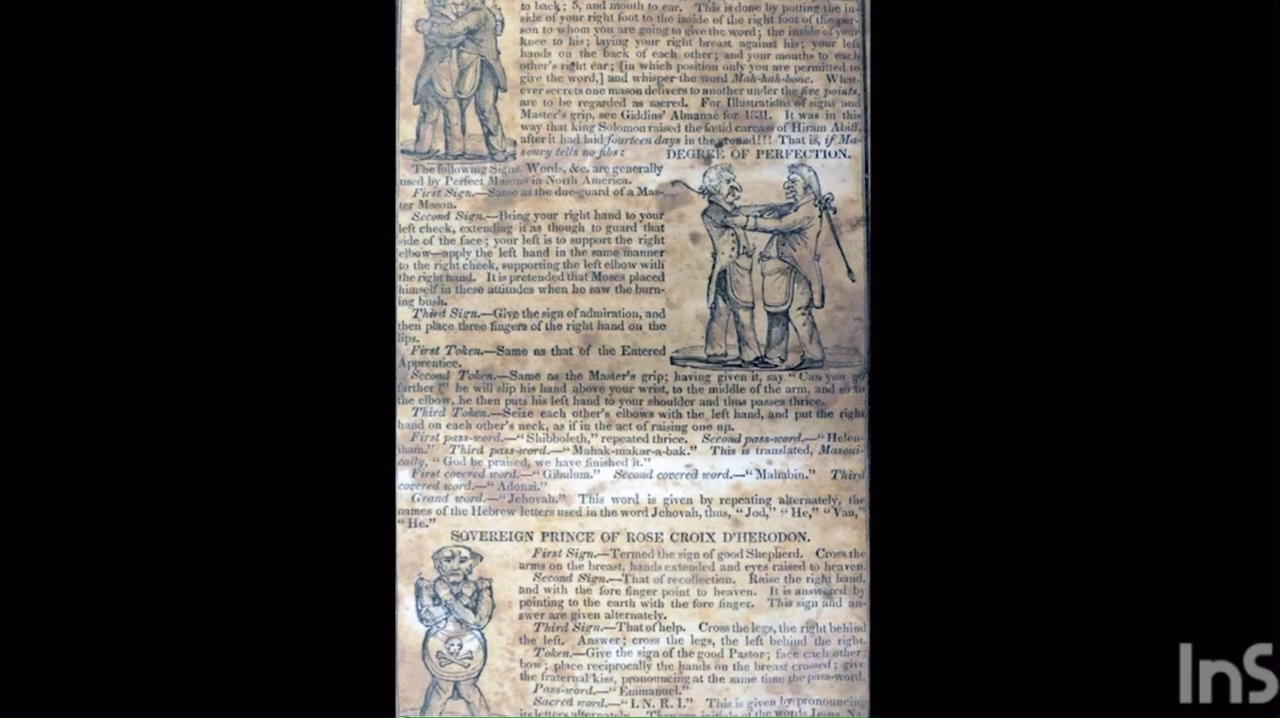 to back; 5, and mouth to ear. This is done by putting the in-
side of your right foot to the inside of the right foot of the per-
son to whom you are going to give the word; the inside of your
knee to his; laying your right breast against his; your left
hands on the back of each other; and your mouths to each
other's right ear; [in which position only you are permitted to
give the word,] and whisper the word Mah-hah-bone. What-
ever secrets one mason delivers to another under the five points,
are to be regarded as sacred. For Illustrations of signs and
Master's grip, see Giddins' Almanac for 1831. It was in this
way that king Solomon raised the fœtid carcass of Hiram Abiff,
after it had laid fourteen days in the ground!!! That is, if Ma-
sonry tells no fibs:
DEGREE OF PERFECTION.
The following Signs, Words, &c. are generally
used by Perfect Masons in North America.
First Sign.—Same as the due-guard of a Mas-
ter Mason.
Second Sign.—Being your right hand to your
left cheek, extending it as though to guard that
side of the face; your left is to support the right
elbow—apply the left hand in the same manner
to the right cheek, supporting the left elbow with
the right hand. It is pretended that Moses placed
himself in these attitudes when he saw the burn-
ing bush.
Third Sign.—Give the sign of admiration, and
then place three fingers of the right hand on the
lips.
First Token.—Same as that of the Entered
Apprentice.
Second Token.—Same as the Master's grip; having given it, say "Can you go
farther?" he will slip his hand above your wrist, to the middle of the arm, and so to
the elbow, he then puts his left hand to your shoulder and thus passes thrice.
Third Token.—Seize each other's elbows with the left hand, and put the right
hand on each other's neck, as if in the act of raising one up.
First pass-word.—"Shibboleth," repeated thrice. Second pass-word.—"Helen-
iham." Third pass-word.—"Mahak-makar-a-bak." This is translated, Masoni-
cally, "God be praised, we have finished it."
First covered word.—"Gibulum." Second covered word.—"Mahabin." Third
covered word.—"Adonai."
Grand word.—"Jehovah." This word is given by repeating alternately, the
names of the Hebrew letters used in the word Jehovah, thus, "Jod," "He," "Vau,"
"He."
SOVEREIGN PRINCE OF ROSE CROIX D'HERODON.
First Sign.—Termed the sign of good Shepherd. Cross the
arms on the breast, hands extended and eyes raised to heaven.
Second Sign.—That of recollection. Raise the right hand,
and with the fore finger point to heaven. It is answered by
pointing to the earth with the fore finger. This sign and an-
swer are given alternately.
Third Sign.—That of help. Cross the legs, the right behind
the left. Answer; cross the legs, the left behind the right.
Token.—Give the sign of the good Pastor; face each other;
bow; place reciprocally the hands on the breast crossed; give
the fraternal kiss, pronouncing at the same time the pass-word.
Pass-word.—"Emmanuel."
Sacred word.—"I. N. R. I." This is given by pronouncing
its letters alternately. They are initials of the words Jesus, Na-
InS